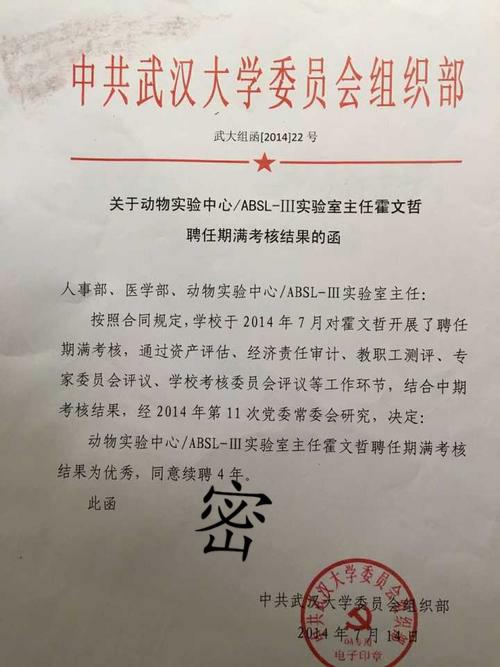 中共武汉大学委员会组织部
武大组函[2014]22 号
关于动物实验中心/ABSL-III实验室主任霍文哲
聘任期满考核结果的函
人事部、医学部、动物实验中心/ABSL-III实验室主任：
按照合同规定，学校于 2014 年 7 月对霍文哲开展了聘任
期满考核，通过资产评估、经济责任审计、教职工测评、专
家委员会评议、学校考核委员会评议等工作环节，结合中期
考核结果，经 2014 年第 11 次党委常委会研究，决定：
动物实验中心/ABSL-III实验室主任霍文哲聘任期满考核
结果为优秀，同意续聘 4 年。
此函
密
中共武汉大学委员会组织部
2014 年 7 月 14 日
中共武汉大学委员会组织部
电子印章